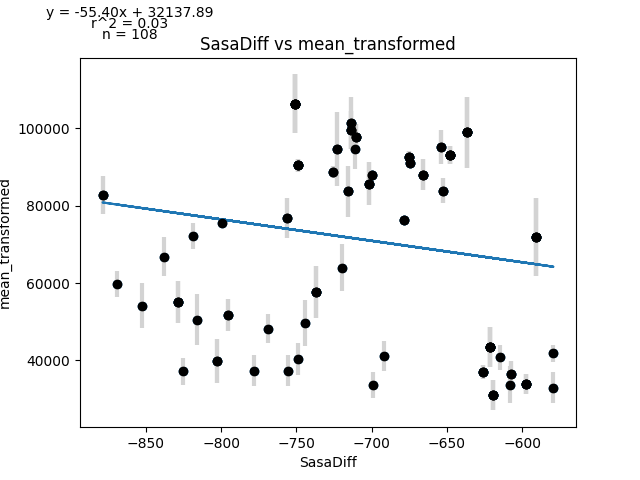 y = -55.40x + 32137.89
r^2 = 0.03
n = 108
SasaDiff vs mean_transformed
mean_transformed
100000
80000
60000
40000
−850
−800
−750
−700
−650
−600
SasaDiff